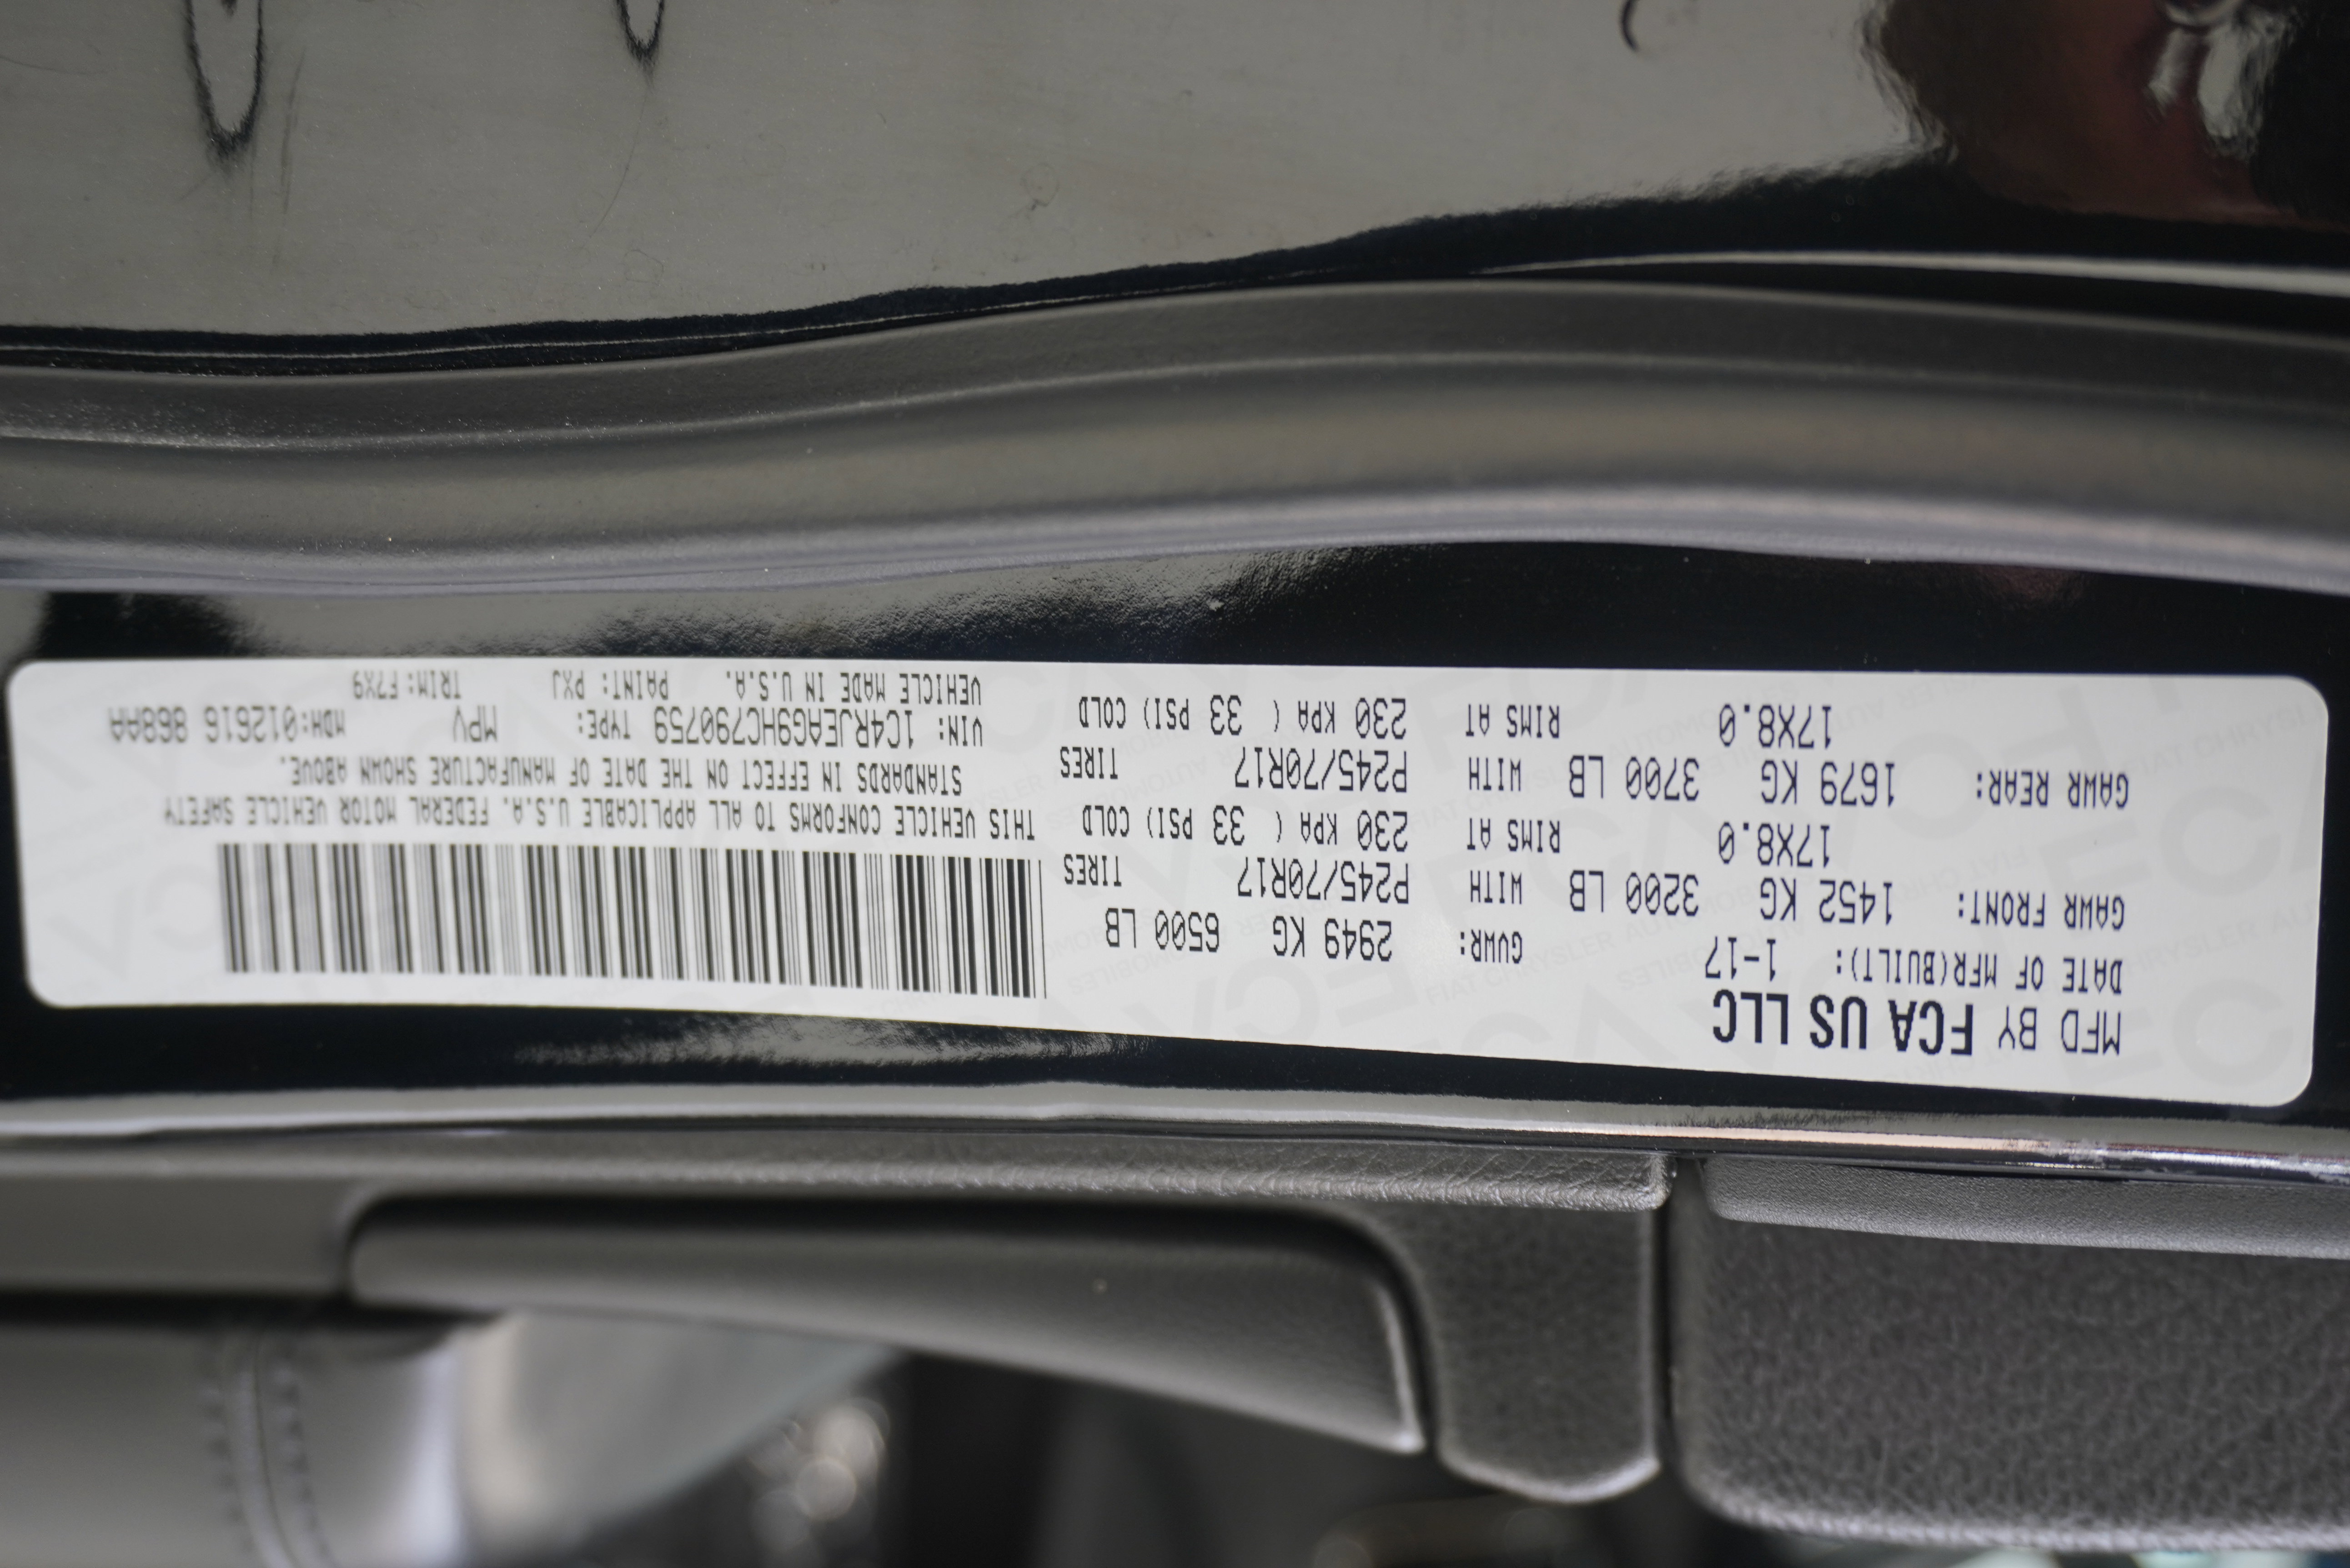 MFD BY FCA US LLC
DATE OF MFR(BUILT): 1-17
GVWR: 2949 KG 6500 LB
GAWR FRONT: 1452 KG 3200 LB WITH P245/70R17 TIRES
17X8.0 RIMS AT 230 KPA ( 33 PSI) COLD
GAWR REAR: 1679 KG 3700 LB WITH P245/70R17 TIRES
17X8.0 RIMS AT 230 KPA ( 33 PSI) COLD
THIS VEHICLE CONFORMS TO ALL APPLICABLE U.S.A. FEDERAL MOTOR VEHICLE SAFETY
STANDARDS IN EFFECT ON THE DATE OF MANUFACTURE SHOWN ABOVE.
VIN: 1C4RJEAG9HC790759 TYPE: MPV MDH:012616 868AA
VEHICLE MADE IN U.S.A. PAINT: PXJ TRIM:F7X9